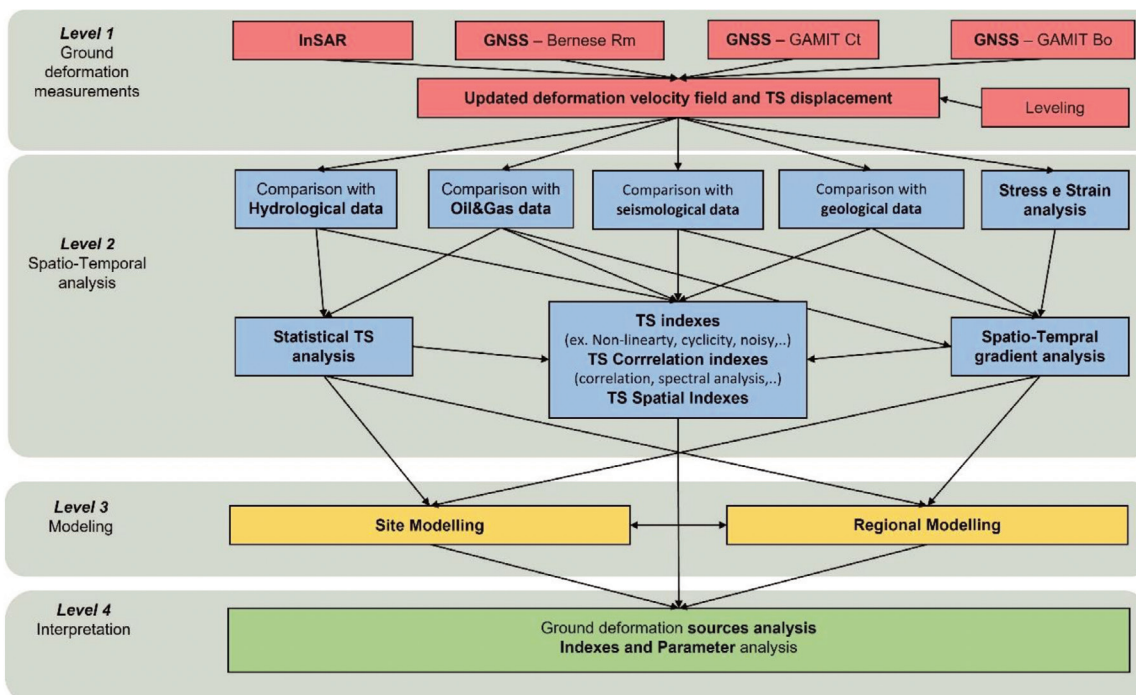 Level 1
Ground
deformation
measurements
InSAR
GNSS – Bernese Rm
GNSS – GAMIT Ct
GNSS – GAMIT Bo
Updated deformation velocity field and TS displacement
Leveling
Level 2
Spatio-Temporal
analysis
Comparison with
Hydrological data
Comparison with
Oil&Gas data
Comparison with
seismological data
Comparison with
geological data
Stress e Strain
analysis
Statistical TS
analysis
TS indexes
(ex. Non-linearty, cyclicity, noisy,..)
TS Corrrelation indexes
(correlation, spectral analysis,..)
TS Spatial Indexes
Spatio-Tempral
gradient analysis
Level 3
Modeling
Site Modelling
Regional Modelling
Level 4
Interpretation
Ground deformation sources analysis
Indexes and Parameter analysis